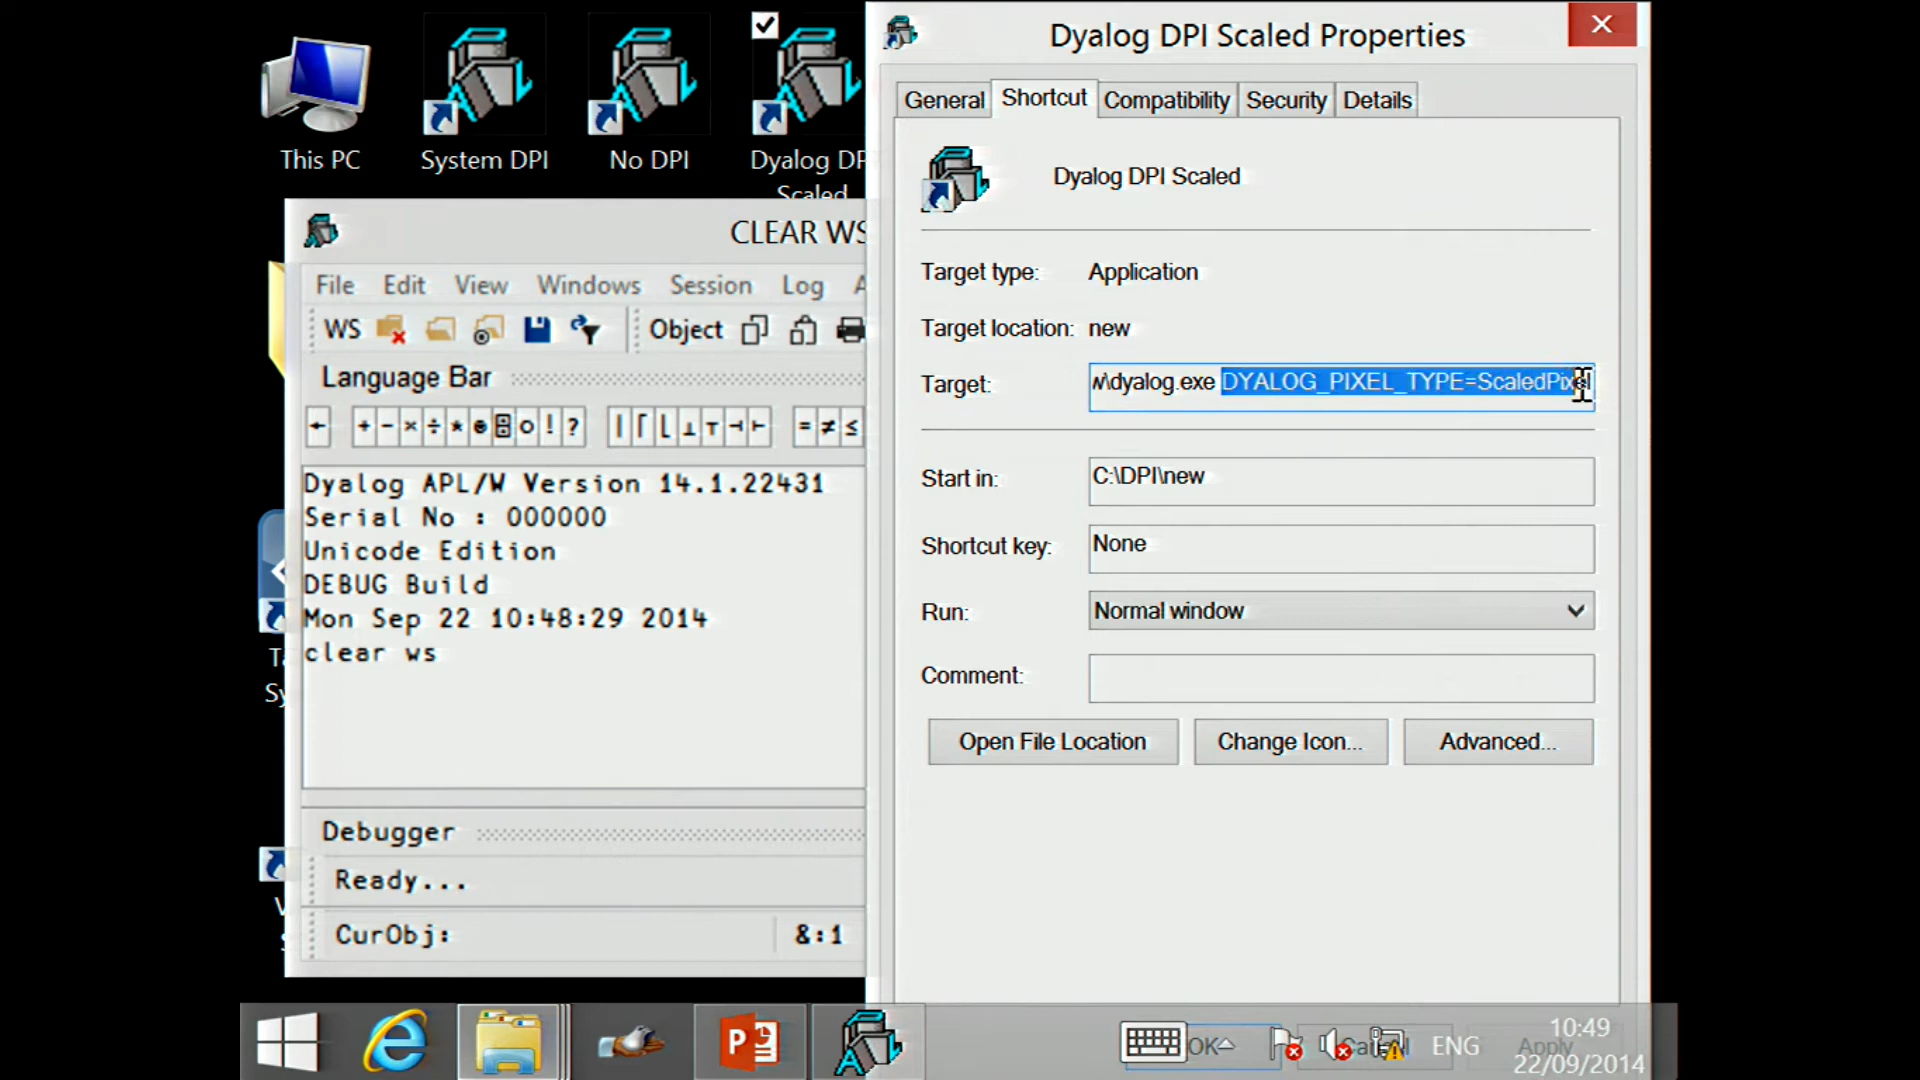 This PC
System DPI
No DPI
Dyalog DP
Scaled
Dyalog DPI Scaled Properties
General
Shortcut
Compatibility
Security
Details
Dyalog DPI Scaled
Target type:
Application
Target location:
new
Target:
w\dyalog.exe DYALOG_PIXEL_TYPE=ScaledPixel
Start in:
C:\DPI\new
Shortcut key:
None
Run:
Normal window
Comment:
Open File Location
Change Icon...
Advanced...
CLEAR WS
File Edit View Windows Session Log A
WS Object
Language Bar
← + - × ÷ * ⍟ ⌹ ○ ! ? | ⌈ ⌊ ⊥ ⊤ ⊣ ⊢ = ≠ ≤
Dyalog APL/W Version 14.1.22431
Serial No : 000000
Unicode Edition
DEBUG Build
Mon Sep 22 10:48:29 2014
clear ws
Debugger
Ready...
CurObj:
&:1
OK
Apply
ENG
10:49
22/09/2014